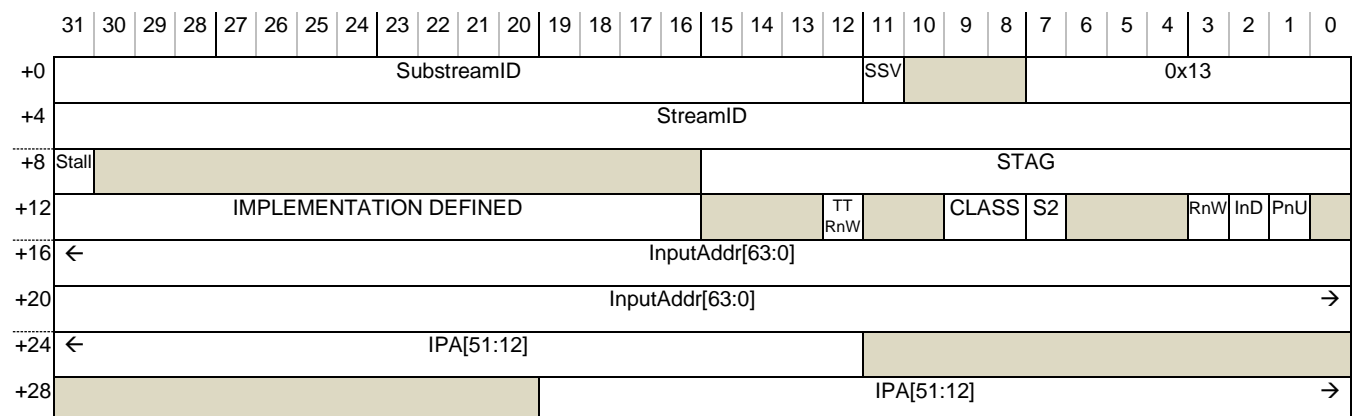 31 30 29 28 27 26 25 24 23 22 21 20 19 18 17 16 15 14 13 12 11 10 9 8 7 6 5 4 3 2 1 0
+0 SubstreamID SSV 0x13
+4 StreamID
+8 Stall STAG
+12 IMPLEMENTATION DEFINED TT RnW CLASS S2 RnW InD PnU
+16 ← InputAddr[63:0]
+20 InputAddr[63:0] →
+24 ← IPA[51:12]
+28 IPA[51:12] →